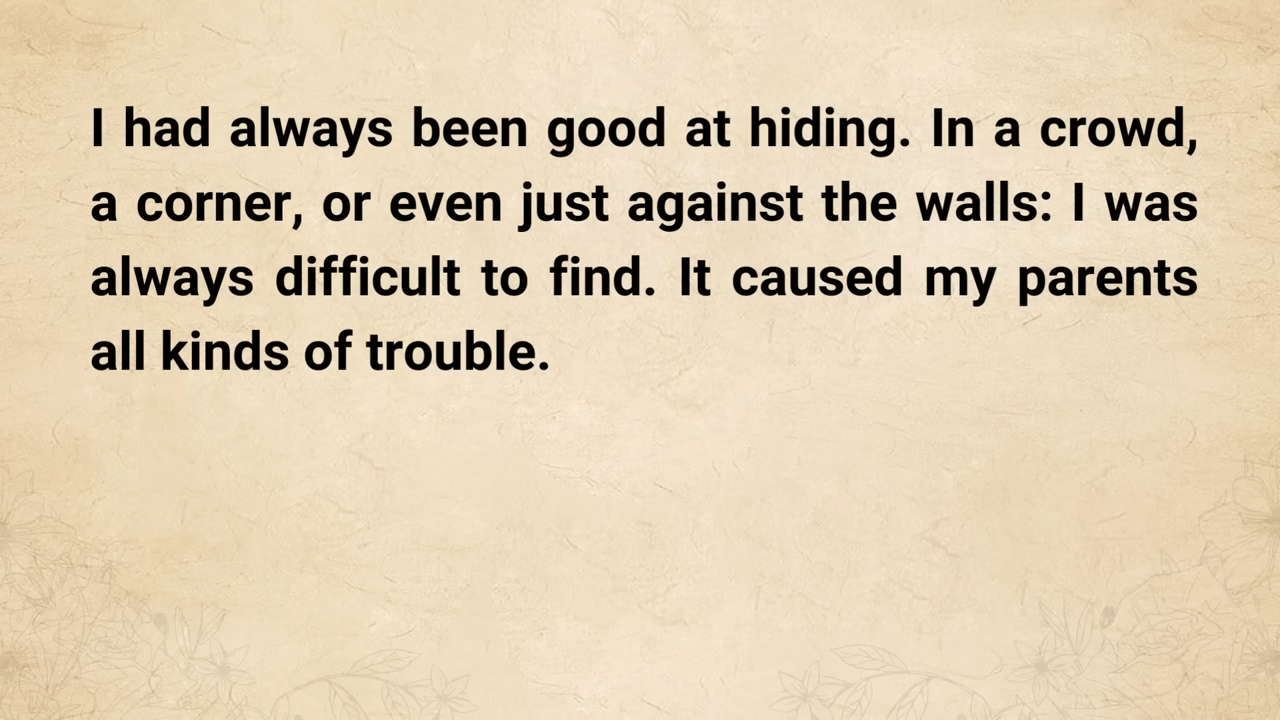 I had always been good at hiding. In a crowd,
a corner, or even just against the walls: I was
always difficult to find. It caused my parents
all kinds of trouble.